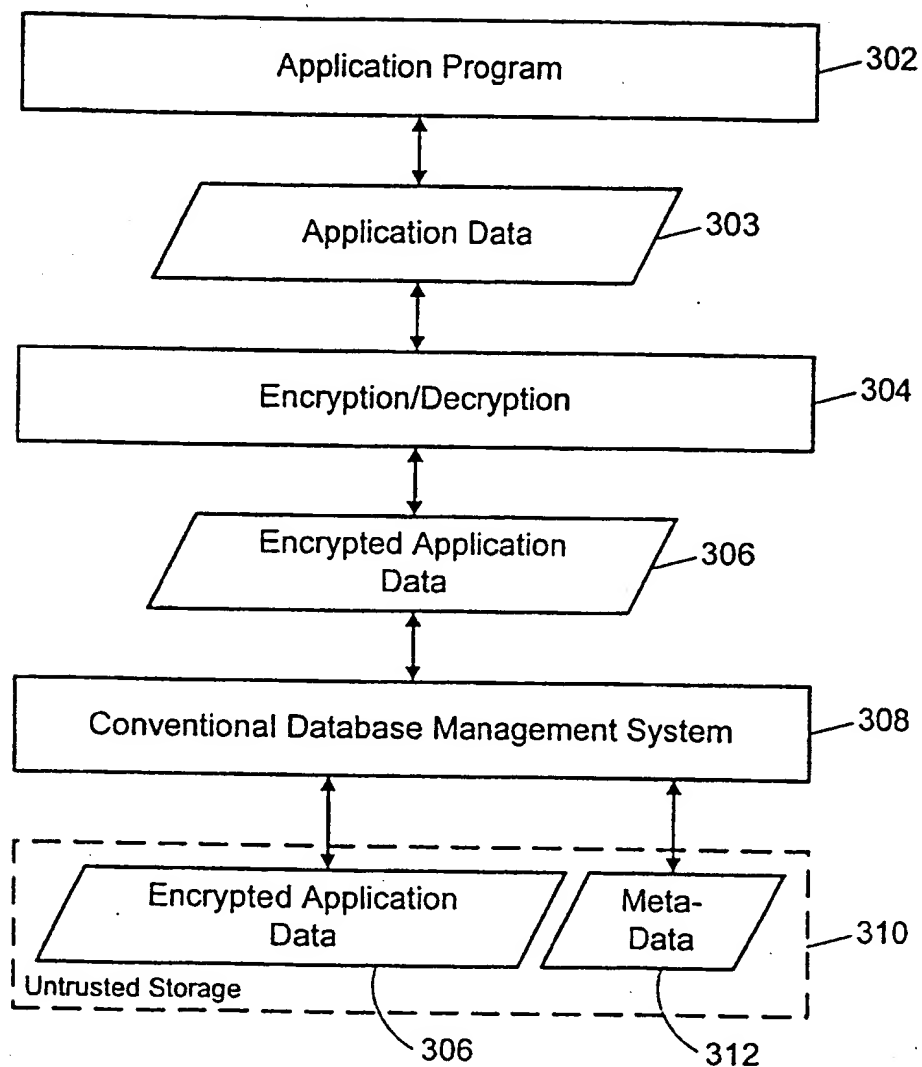 Application Program
302
Application Data
303
Encryption/Decryption
304
Encrypted Application
Data
306
Conventional Database Management System
308
Encrypted Application
Data
Meta-
Data
310
Untrusted Storage
306
312